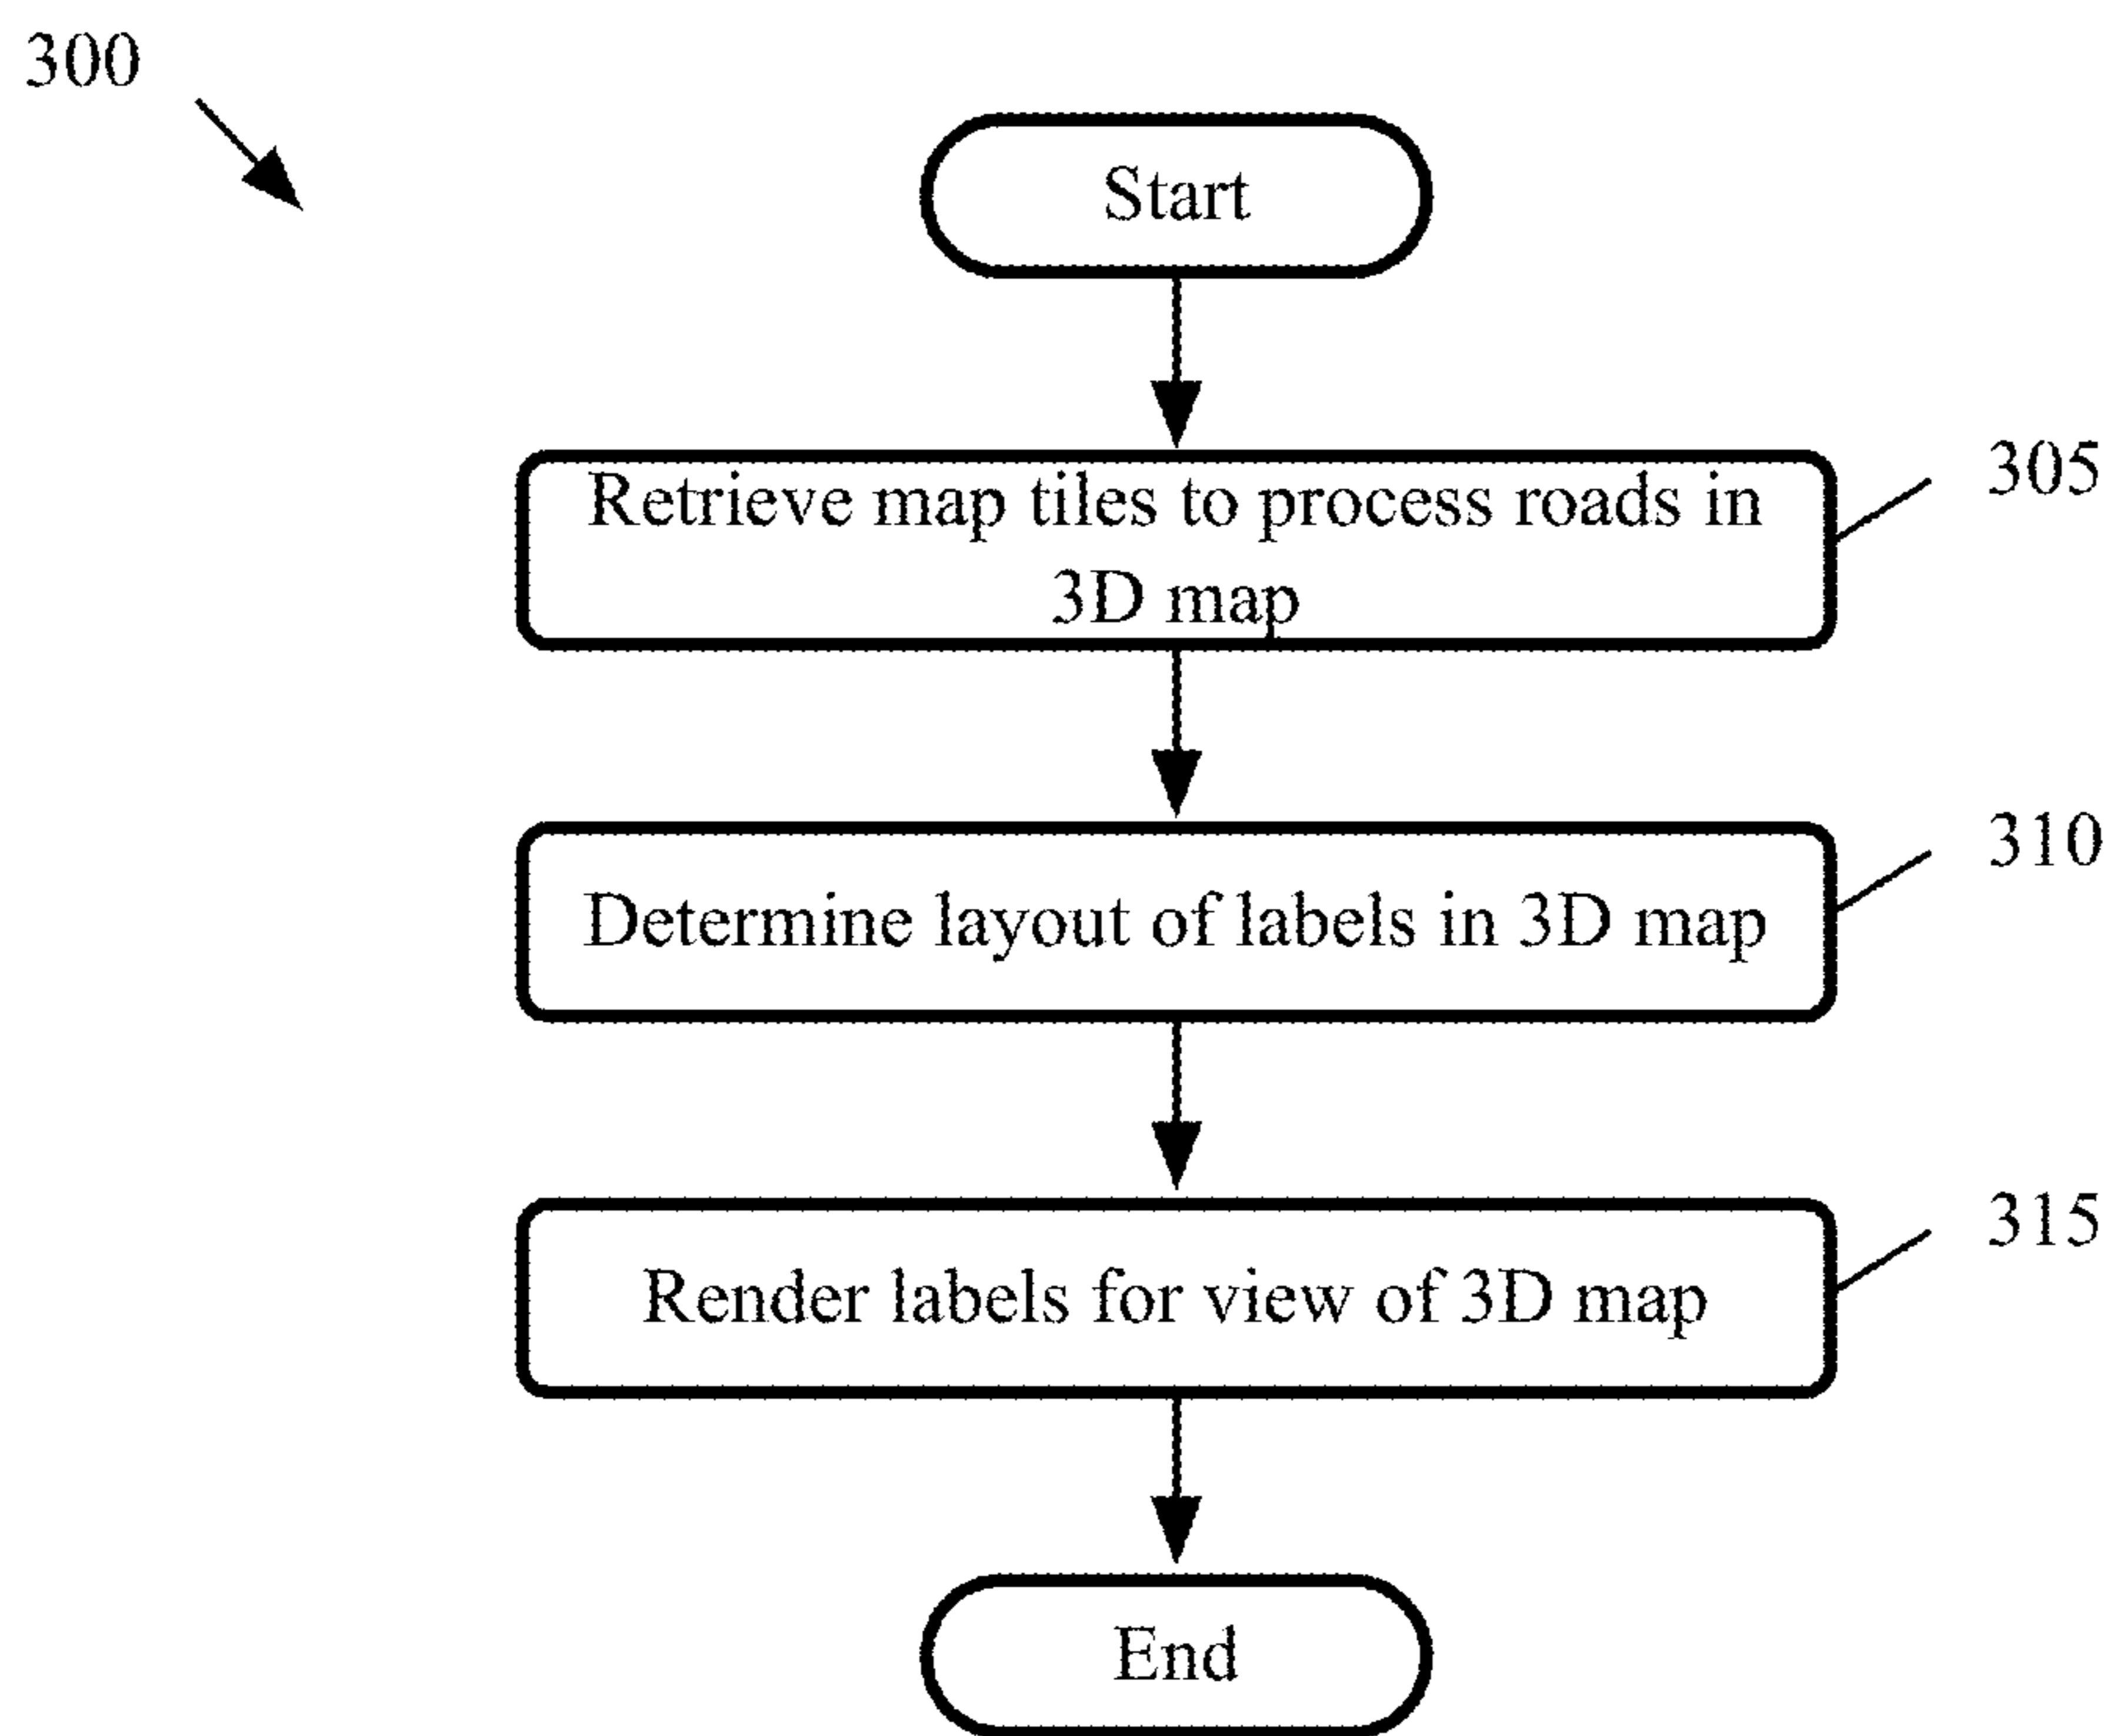 300
Start
Retrieve map tiles to process roads in
3D map
305
Determine layout of labels in 3D map
310
Render labels for view of 3D map
315
End